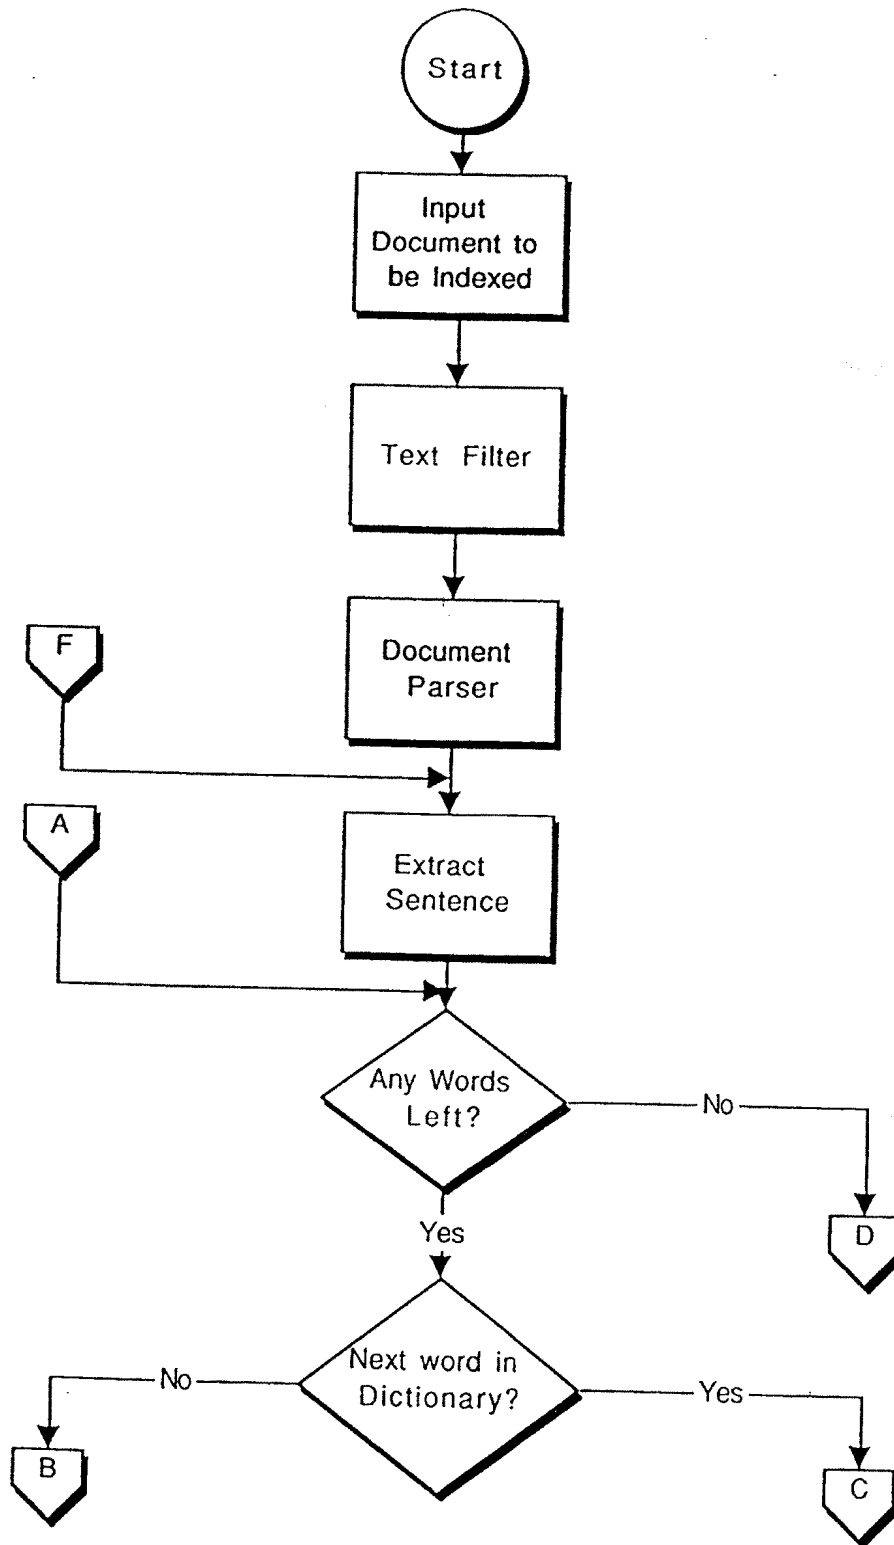 Start
Input
Document to
be Indexed
Text Filter
Document
Parser
F
A
Extract
Sentence
Any Words
Left?
No
D
Yes
Next word in
Dictionary?
No
Yes
B
C